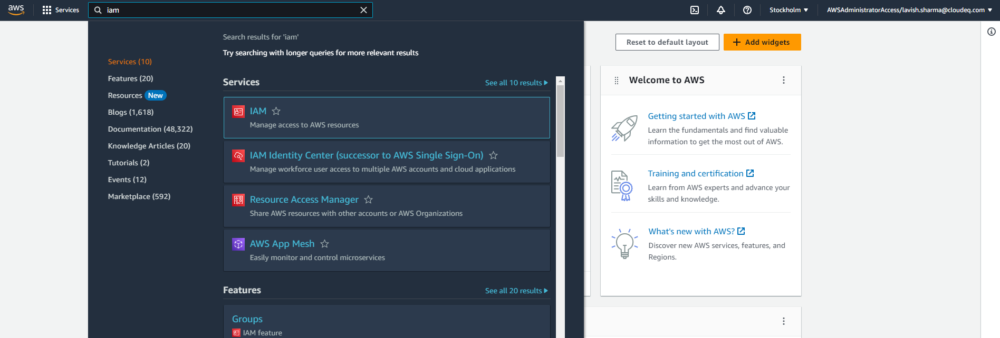 aws
Services
iam
Stockholm
AWSAdministratorAccess/lavish.sharma@cloudeq.com
Services (10)
Features (20)
Resources New
Blogs (1,618)
Documentation (48,322)
Knowledge Articles (20)
Tutorials (2)
Events (12)
Marketplace (592)
Search results for 'iam'
Try searching with longer queries for more relevant results
Services
See all 10 results
IAM
Manage access to AWS resources
IAM Identity Center (successor to AWS Single Sign-On)
Manage workforce user access to multiple AWS accounts and cloud applications
Resource Access Manager
Share AWS resources with other accounts or AWS Organizations
AWS App Mesh
Easily monitor and control microservices
Features
See all 20 results
Groups
IAM feature
Reset to default layout
Add widgets
Welcome to AWS
Getting started with AWS
Learn the fundamentals and find valuable
information to get the most out of AWS.
Training and certification
Learn from AWS experts and advance your
skills and knowledge.
What's new with AWS?
Discover new AWS services, features, and
Regions.